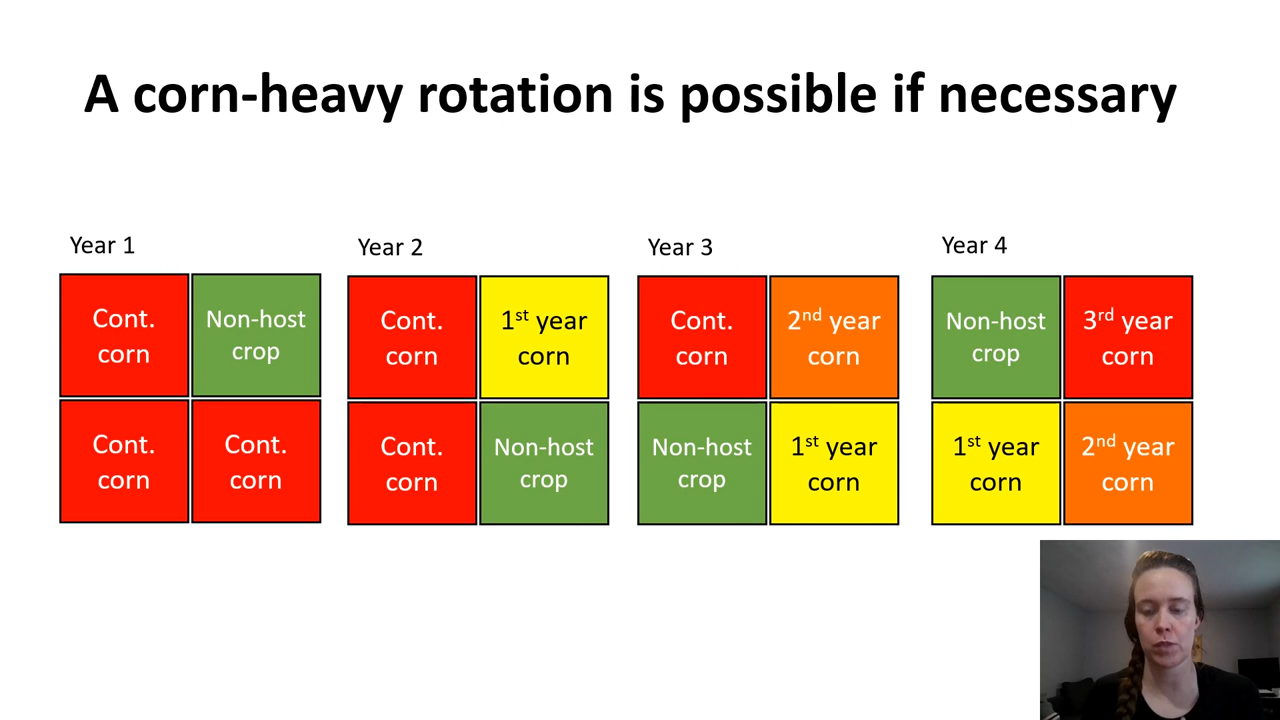 A corn-heavy rotation is possible if necessary
Year 1
Cont.
corn
Non-host
crop
Cont.
corn
Cont.
corn
Year 2
Cont.
corn
1st year
corn
Cont.
corn
Non-host
crop
Year 3
Cont.
corn
2nd year
corn
Non-host
crop
1st year
corn
Year 4
Non-host
crop
3rd year
corn
1st year
corn
2nd year
corn